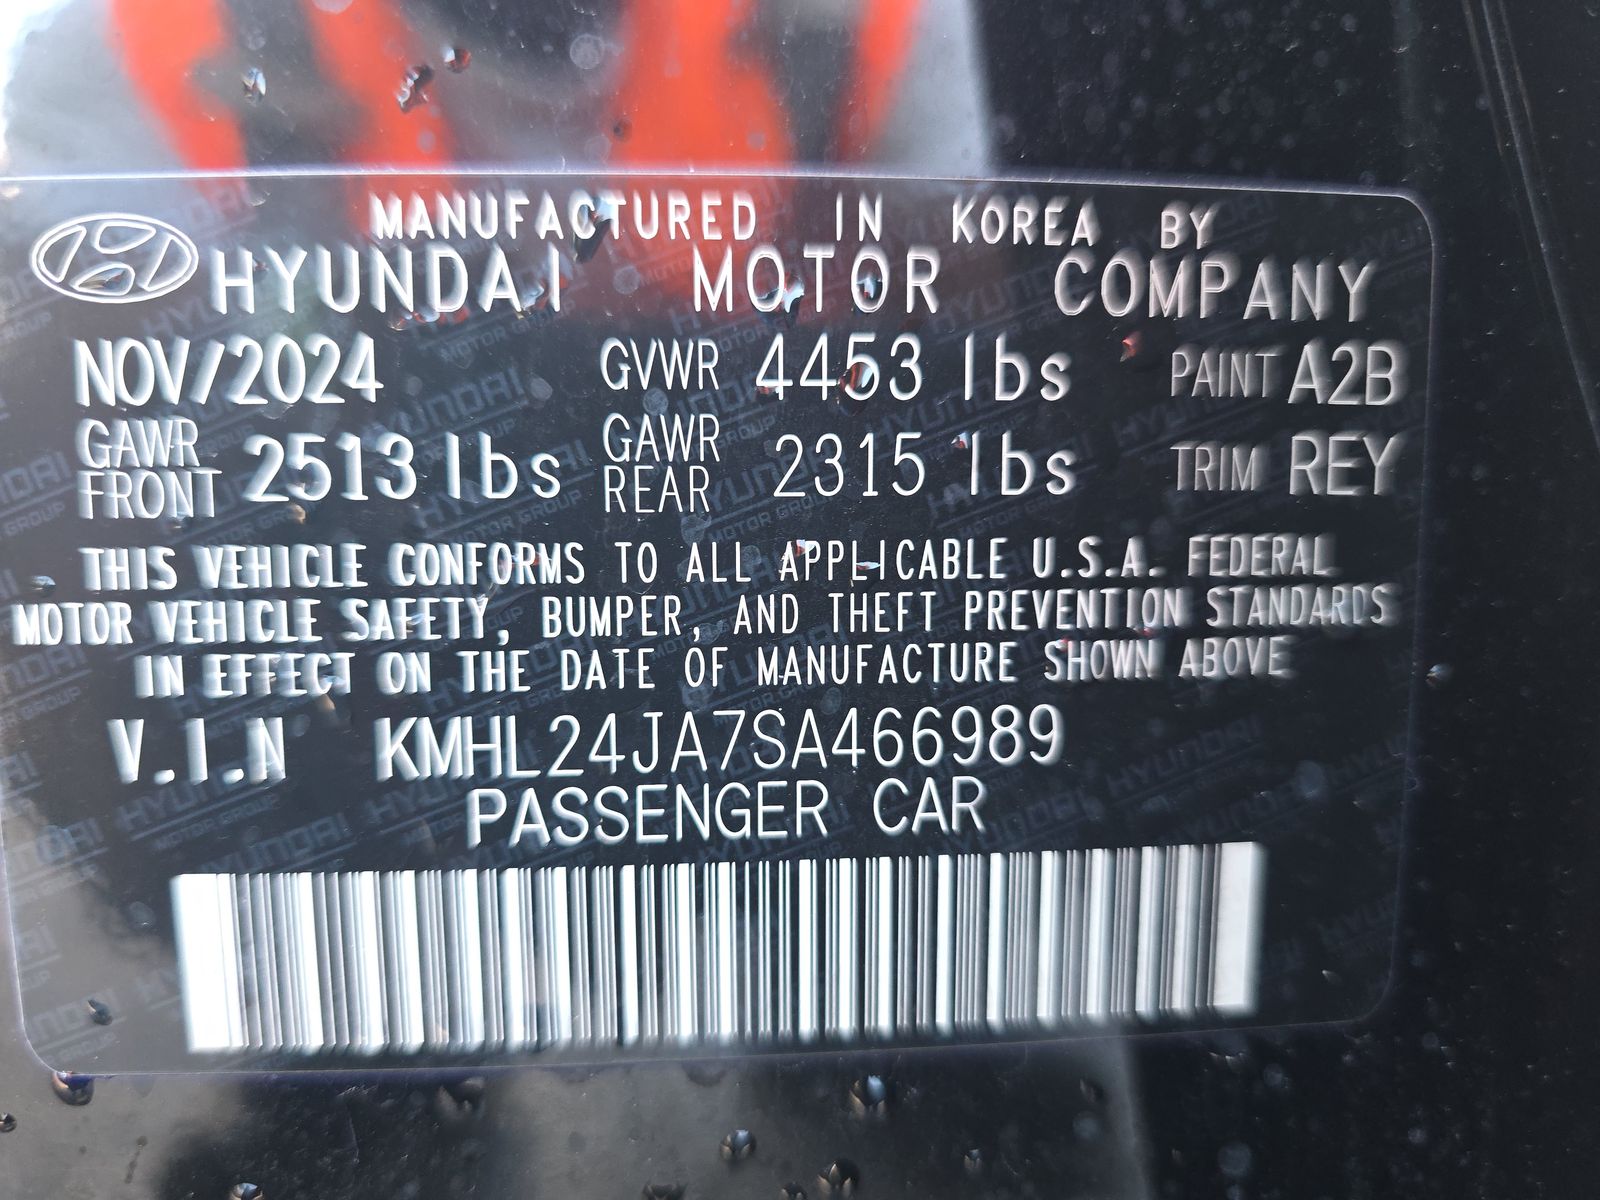 MANUFACTURED IN KOREA BY
HYUNDAI MOTOR COMPANY
NOV/2024 GVWR 4453 lbs PAINT A2B
GAWR FRONT 2513 lbs GAWR REAR 2315 lbs TRIM REY
THIS VEHICLE CONFORMS TO ALL APPLICABLE U.S.A. FEDERAL
MOTOR VEHICLE SAFETY, BUMPER, AND THEFT PREVENTION STANDARDS
IN EFFECT ON THE DATE OF MANUFACTURE SHOWN ABOVE
V.I.N KMHL24JA7SA466989
PASSENGER CAR